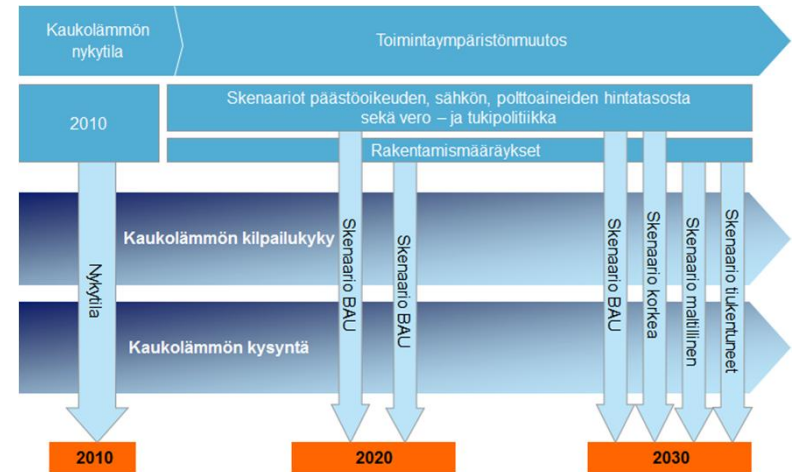 Kaukolämmön
nykytila
Toimintaympäristönmuutos
2010
Skenaariot päästöoikeuden, sähkön, polttoaineiden hintatasosta
sekä vero – ja tukipolitiikka
Rakentamismääräykset
Kaukolämmön kilpailukyky
Kaukolämmön kysyntä
Nykytila
Skenaario BAU
Skenaario BAU
Skenaario BAU
Skenaario korkea
Skenaario maltillinen
Skenaario tiukentuneet
2010
2020
2030